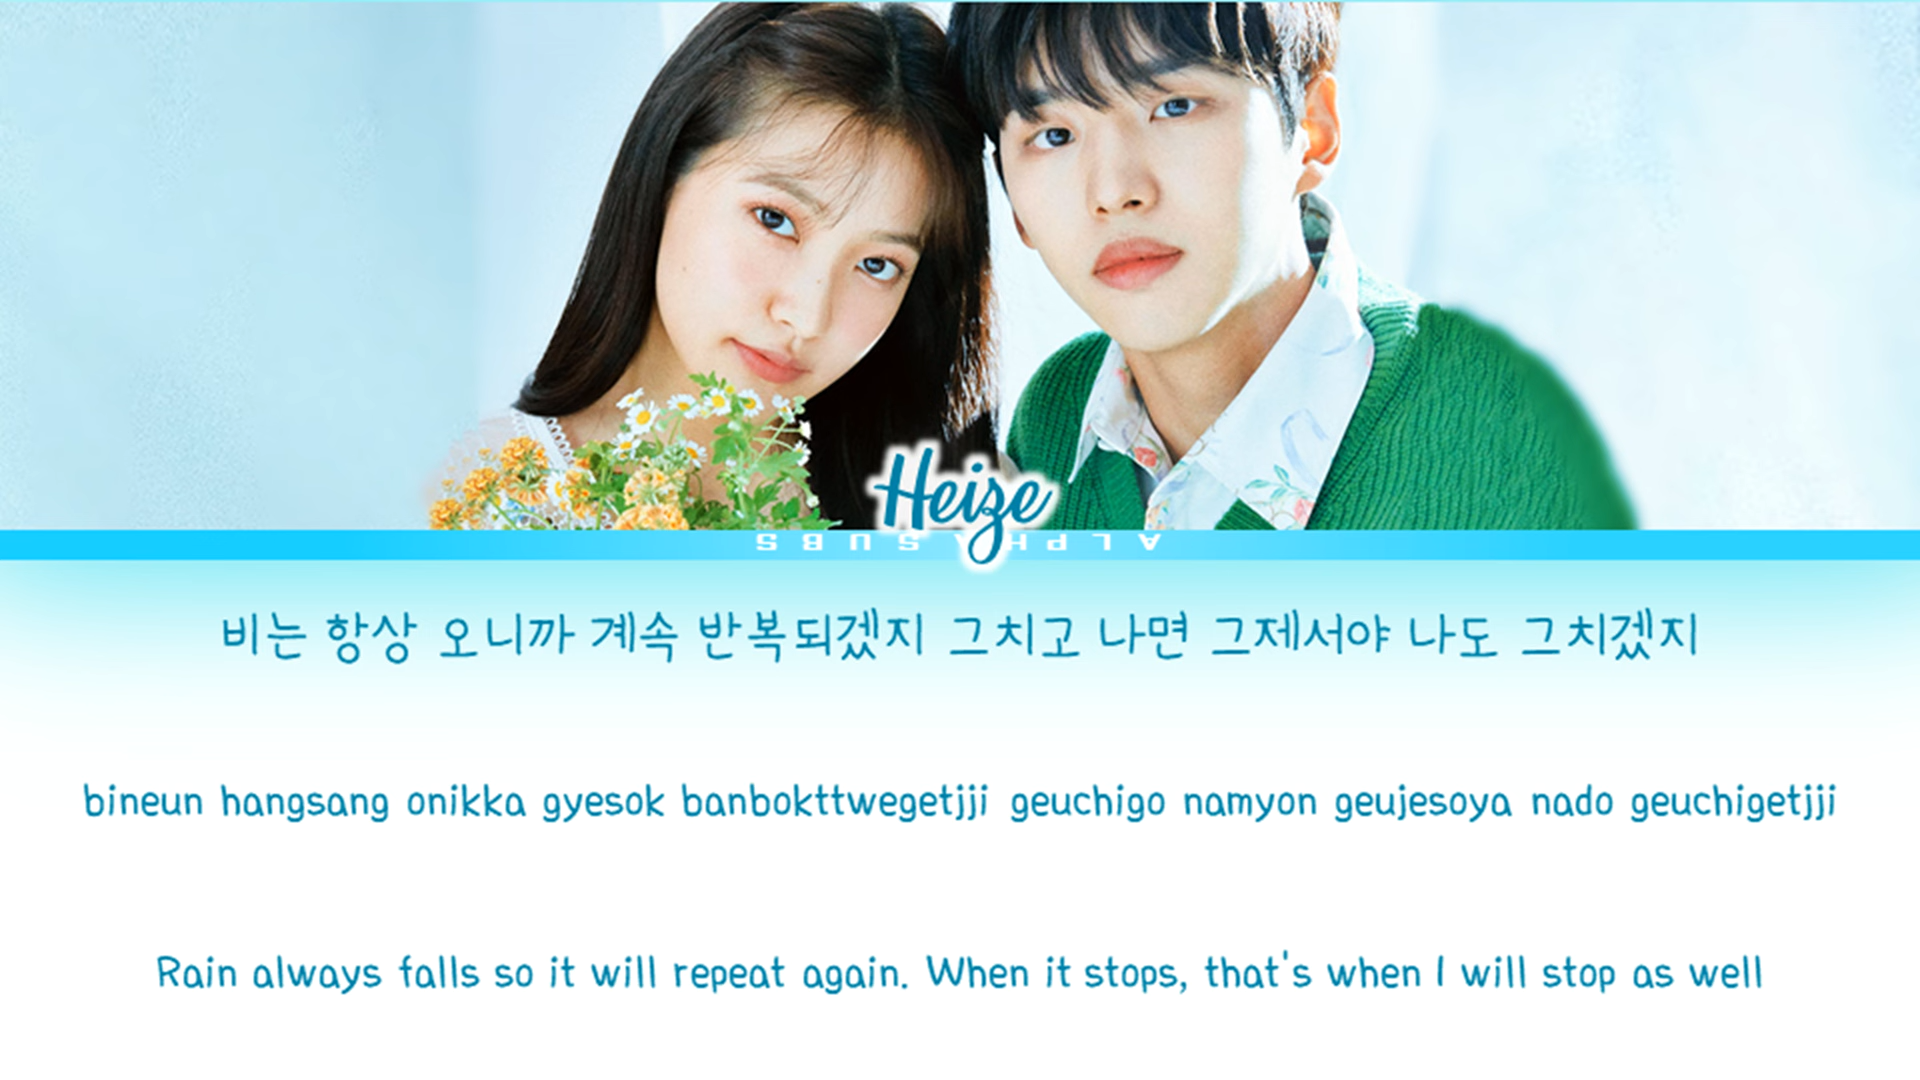 Heize
ALPHA SUBS
비는 항상 오니까 계속 반복되겠지 그치고 나면 그제서야 나도 그치겠지
bineun hangsang onikka gyesok banbokttwegetjji geuchigo namyon geujesoya nado geuchigetjji
Rain always falls so it will repeat again. When it stops, that's when I will stop as well